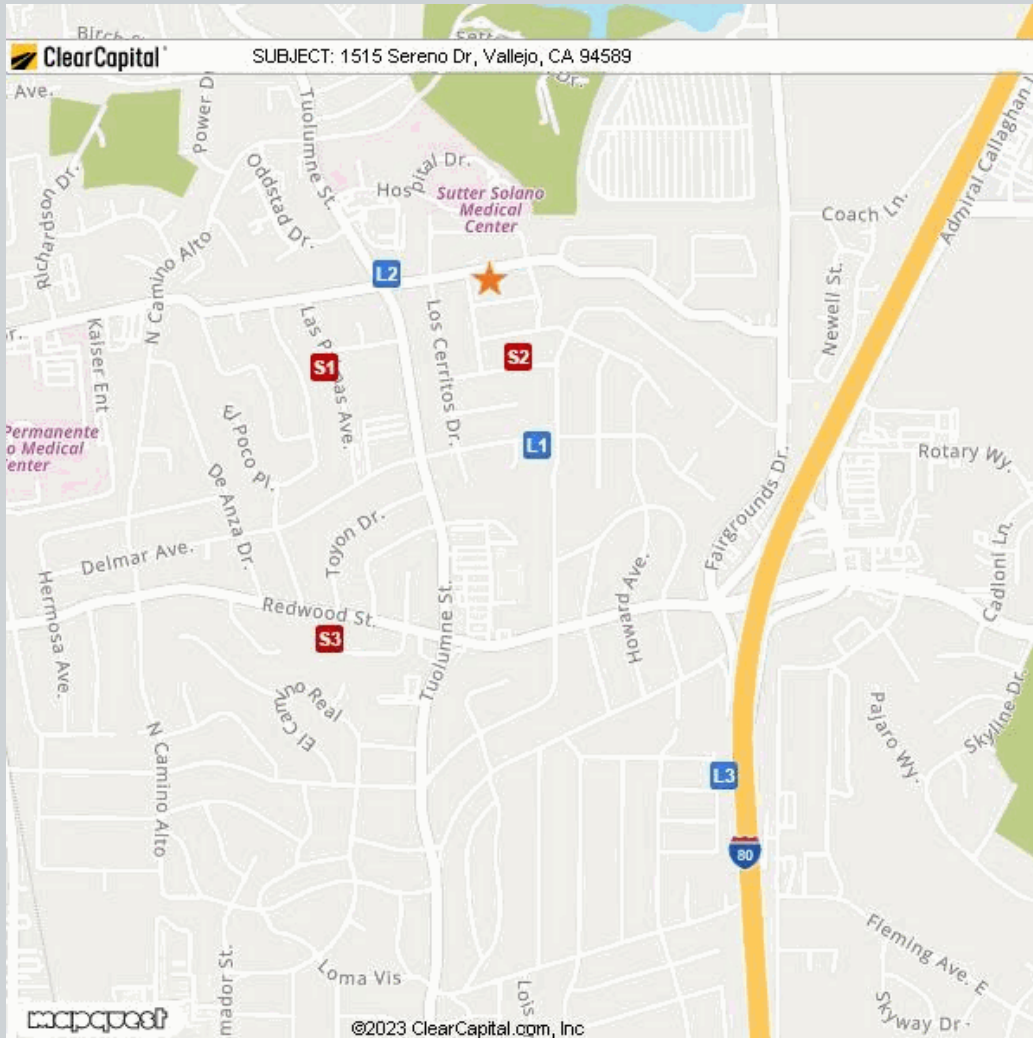 Birch
ClearCapital
SUBJECT: 1515 Sereno Dr, Vallejo, CA 94589
Ave.
Dr.
Power D
Tuolumne St.
Oddstad Dr.
Hospital Dr.
Sutter Solano
Medical
Center
Richardson Dr.
N Camino Alto
Coach Ln.
Admiral Callaghan
Newell St.
L2
Kaiser Ent
Las Palmas Ave.
Los Cerritos Dr.
S1
S2
L1
Permanente
o Medical
Center
El Poco Pl.
De Anza Dr.
Rotary Wy.
Fairgrounds Dr.
Delmar Ave.
Toyon Dr.
Cadloni Ln.
Hermosa Ave.
Redwood St.
S3
Tuolumne St.
Howard Ave.
El Camino Real
Pajaro Wy.
Skyline Dr.
N Camino Alto
L3
80
Fleming Ave. E
mador St.
Loma Vis
Lois
Skyway Dr.
mapquest
©2023 ClearCapital.com, Inc